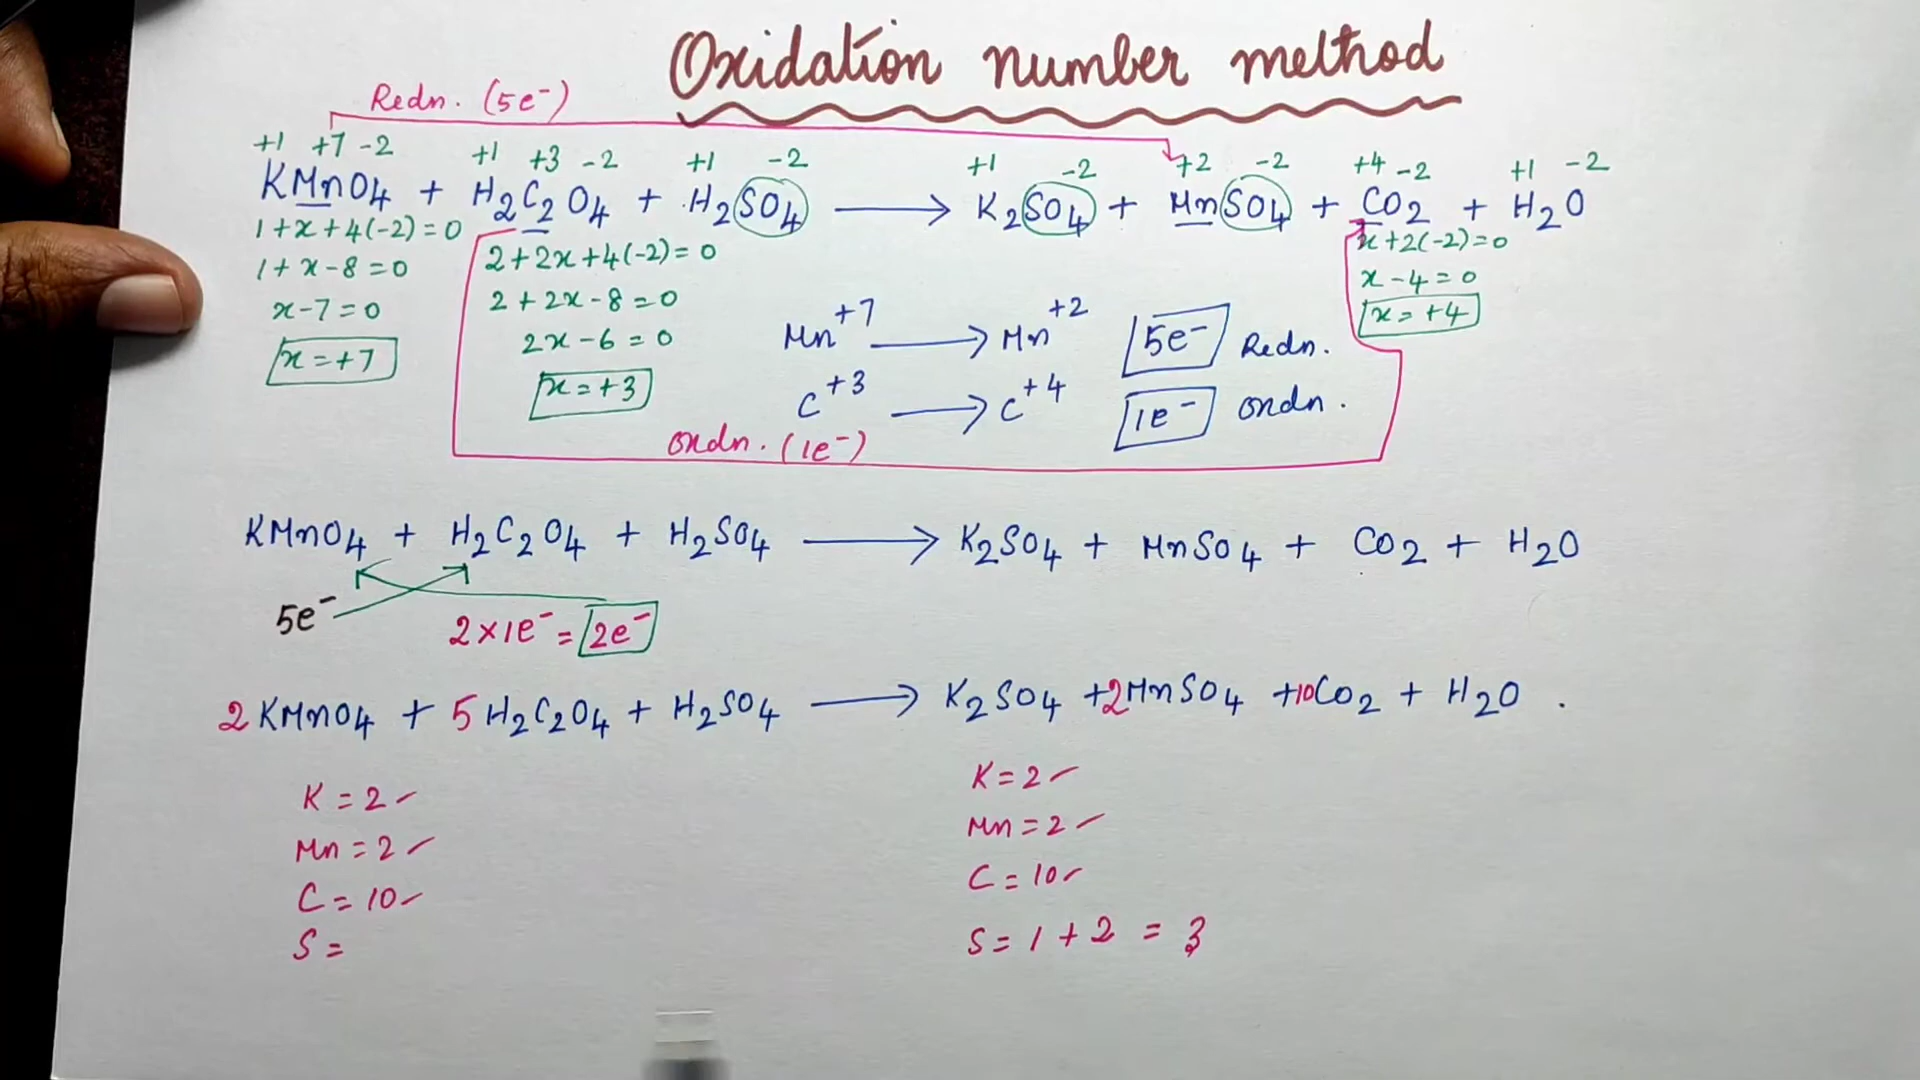 Oxidation number method
Redn. (5e⁻)
+1 +7 -2 +1 +3 -2 +1 -2 +1 -2 +2 -2 +4 -2 +1 -2
KMnO₄ + H₂C₂O₄ + H₂SO₄ ⟶ K₂SO₄ + MnSO₄ + CO₂ + H₂O
1+x+4(-2)=0
1+x-8=0
x-7=0
x=+7
2+2x+4(-2)=0
2+2x-8=0
2x-6=0
x=+3
x+2(-2)=0
x-4=0
x=+4
Mn⁺⁷ ⟶ Mn⁺² 5e⁻ Redn.
C⁺³ ⟶ C⁺⁴ 1e⁻ Oxdn.
Oxdn. (1e⁻)
KMnO₄ + H₂C₂O₄ + H₂SO₄ ⟶ K₂SO₄ + MnSO₄ + CO₂ + H₂O
5e⁻ 2×1e⁻ = 2e⁻
2KMnO₄ + 5H₂C₂O₄ + H₂SO₄ ⟶ K₂SO₄ + 2MnSO₄ + 10CO₂ + H₂O.
K = 2 ✓
Mn = 2 ✓
C = 10 ✓
S =
K = 2 ✓
Mn = 2 ✓
C = 10 ✓
S = 1 + 2 = 3